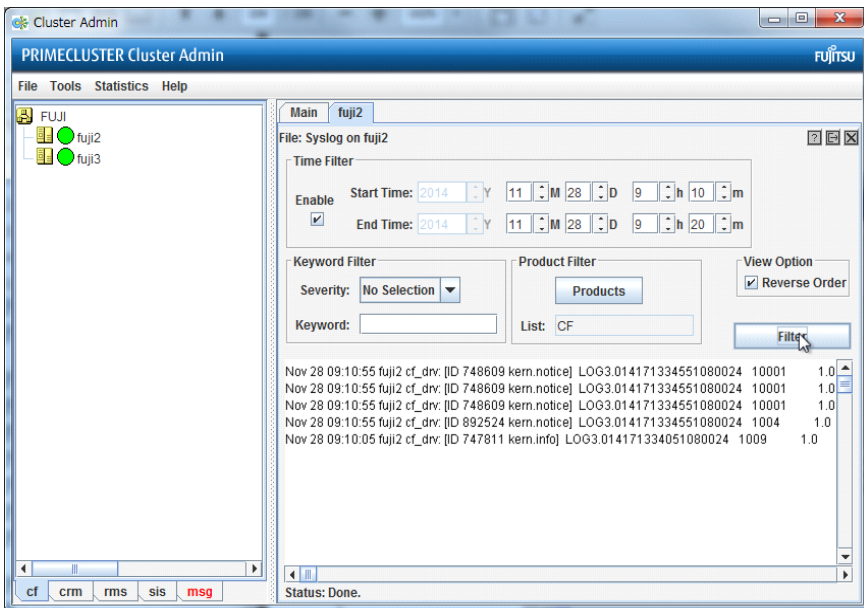 Cluster Admin
PRIMECLUSTER Cluster Admin
FUJITSU
File Tools Statistics Help
FUJI
fuji2
fuji3
Main fuji2
File: Syslog on fuji2
Time Filter
Enable
Start Time: 2014 Y 11 M 28 D 9 h 10 m
End Time: 2014 Y 11 M 28 D 9 h 20 m
Keyword Filter
Severity: No Selection
Keyword:
Product Filter
Products
List: CF
View Option
Reverse Order
Filter
Nov 28 09:10:55 fuji2 cf_drv: [ID 748609 kern.notice] LOG3.014171334551080024 10001 1.0
Nov 28 09:10:55 fuji2 cf_drv: [ID 748609 kern.notice] LOG3.014171334551080024 10001 1.0
Nov 28 09:10:55 fuji2 cf_drv: [ID 748609 kern.notice] LOG3.014171334551080024 10001 1.0
Nov 28 09:10:55 fuji2 cf_drv: [ID 892524 kern.notice] LOG3.014171334551080024 1004 1.0
Nov 28 09:10:05 fuji2 cf_drv: [ID 747811 kern.info] LOG3.014171334051080024 1009 1.0
cf crm rms sis msg
Status: Done.